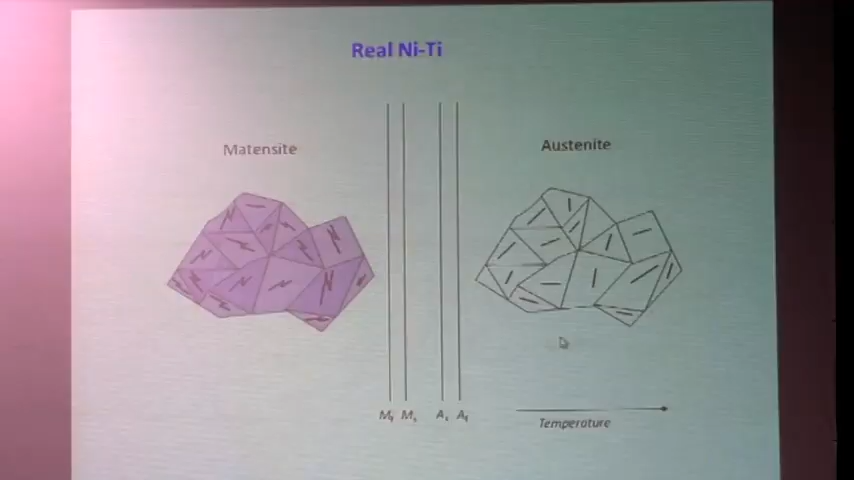 Real Ni-Ti
Matensite
Austenite
Mf Ms As Af
Temperature